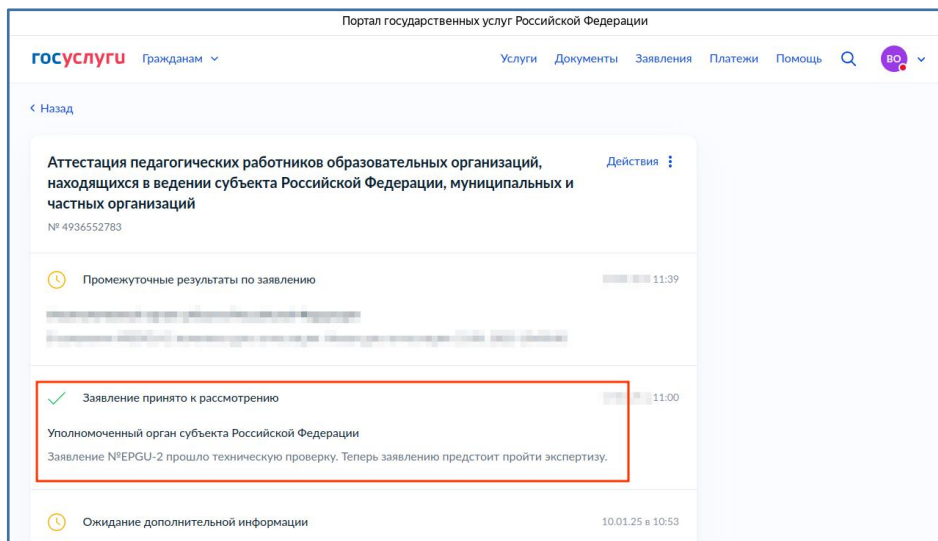 Портал государственных услуг Российской Федерации
госуслуги Гражданам Услуги Документы Заявления Платежи Помощь ВО
Назад
Аттестация педагогических работников образовательных организаций, Действия
находящихся в ведении субъекта Российской Федерации, муниципальных и
частных организаций
№ 4936552783
Промежуточные результаты по заявлению 11:39
Заявление принято к рассмотрению 11:00
Уполномоченный орган субъекта Российской Федерации
Заявление №EPGU-2 прошло техническую проверку. Теперь заявлению предстоит пройти экспертизу.
Ожидание дополнительной информации 10.01.25 в 10:53